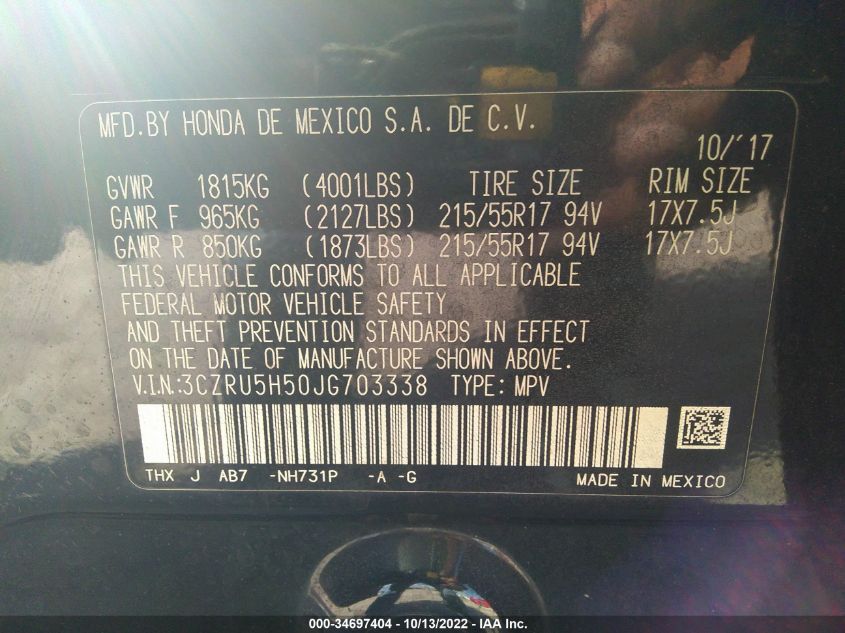 MFD.BY HONDA DE MEXICO S.A. DE C.V.
10/'17
GVWR 1815KG (4001LBS) TIRE SIZE RIM SIZE
GAWR F 965KG (2127LBS) 215/55R17 94V 17X7.5J
GAWR R 850KG (1873LBS) 215/55R17 94V 17X7.5J
THIS VEHICLE CONFORMS TO ALL APPLICABLE
FEDERAL MOTOR VEHICLE SAFETY
AND THEFT PREVENTION STANDARDS IN EFFECT
ON THE DATE OF MANUFACTURE SHOWN ABOVE.
V.I.N.:3CZRU5H50JG703338 TYPE: MPV
THX J AB7 -NH731P -A -G MADE IN MEXICO
000-34697404 - 10/13/2022 - IAA Inc.